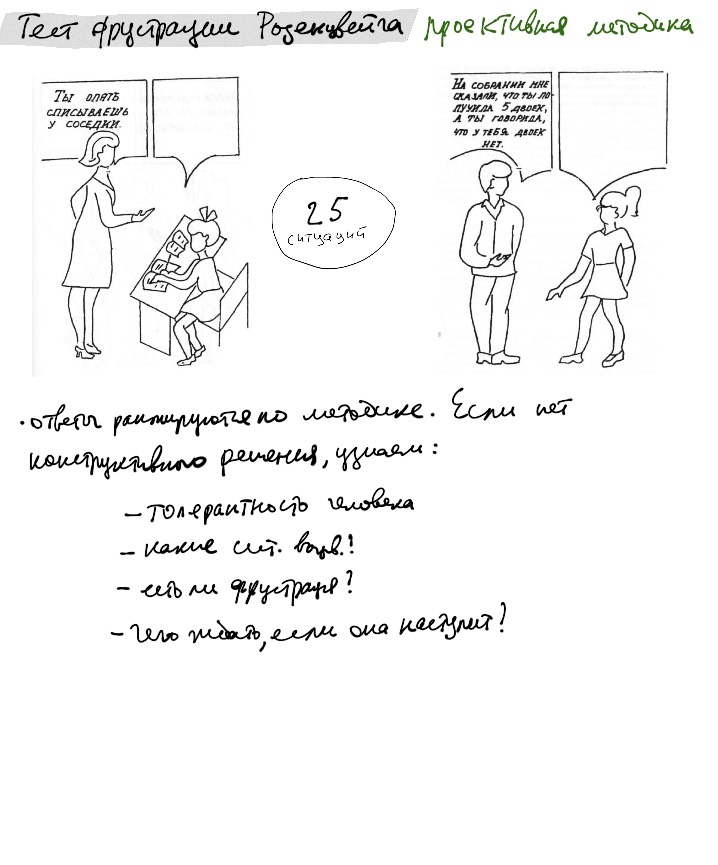 Тест фрустрации Розенцвейга проективная методика
Ты опять
списываешь
у соседки.
25
ситуаций
На собрании мне
сказали, что ты по-
лучила 5 двоек,
а ты говорила,
что у тебя двоек
нет.
• ответы ранжируются по методике. Если нет
конструктивного решения, узнаем:
– толерантность человека
– какие сит.
– есть ли фрустрация?
– чего ждать, если она наступит?